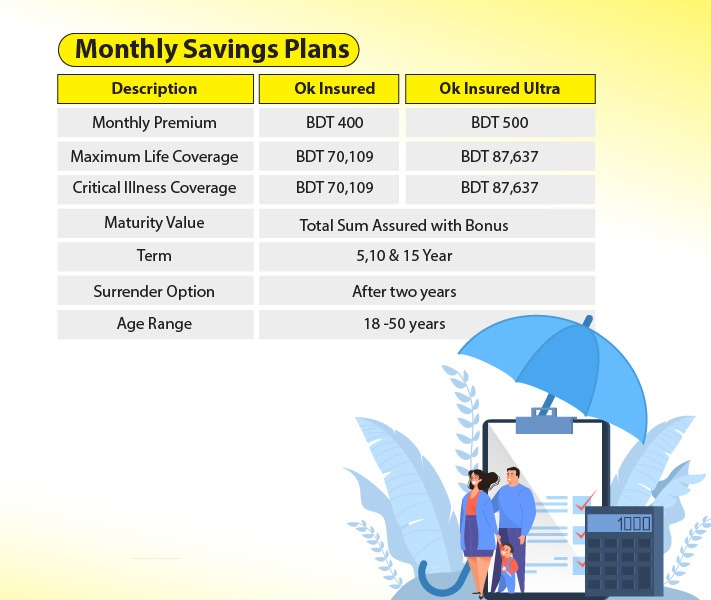 Monthly Savings Plans
Description Ok Insured Ok Insured Ultra
Monthly Premium BDT 400 BDT 500
Maximum Life Coverage BDT 70,109 BDT 87,637
Critical Illness Coverage BDT 70,109 BDT 87,637
Maturity Value Total Sum Assured with Bonus
Term 5,10 & 15 Year
Surrender Option After two years
Age Range 18 -50 years
1000